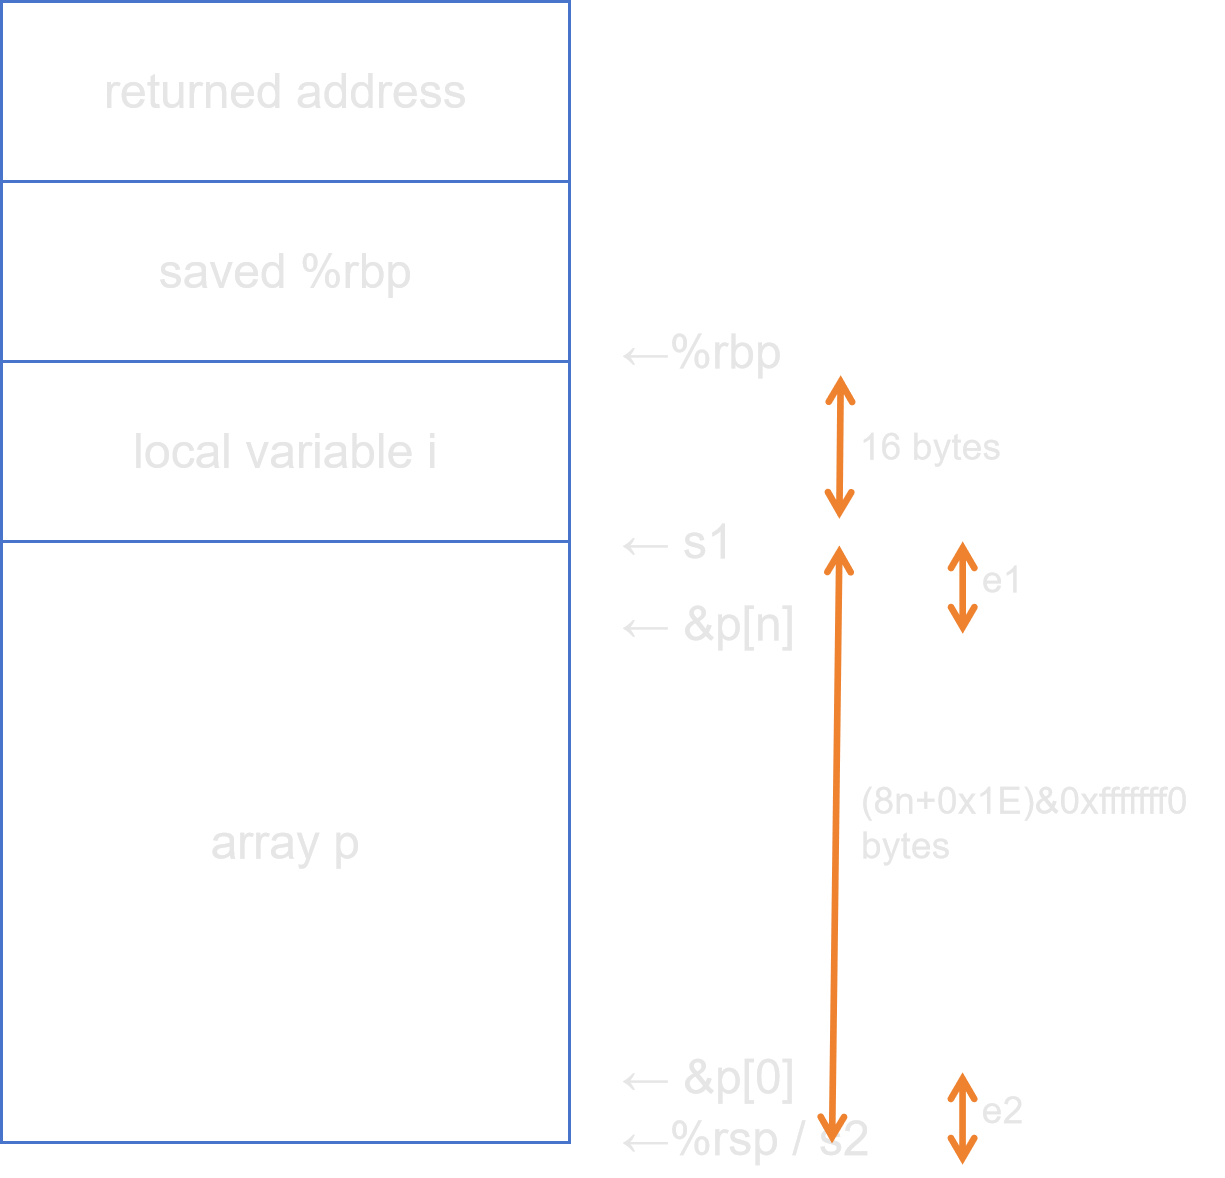 returned address
saved %rbp
←%rbp
local variable i
16 bytes
← s1
e1
← &p[n]
(8n+0x1E)&0xfffffff0
bytes
array p
← &p[0]
e2
←%rsp / s2